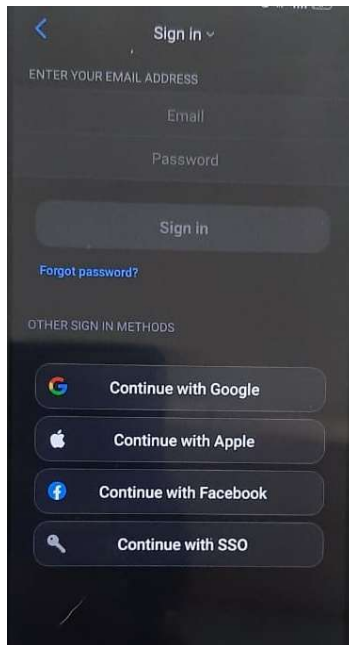 Sign in
ENTER YOUR EMAIL ADDRESS
Email
Password
Sign in
Forgot password?
OTHER SIGN IN METHODS
Continue with Google
Continue with Apple
Continue with Facebook
Continue with SSO